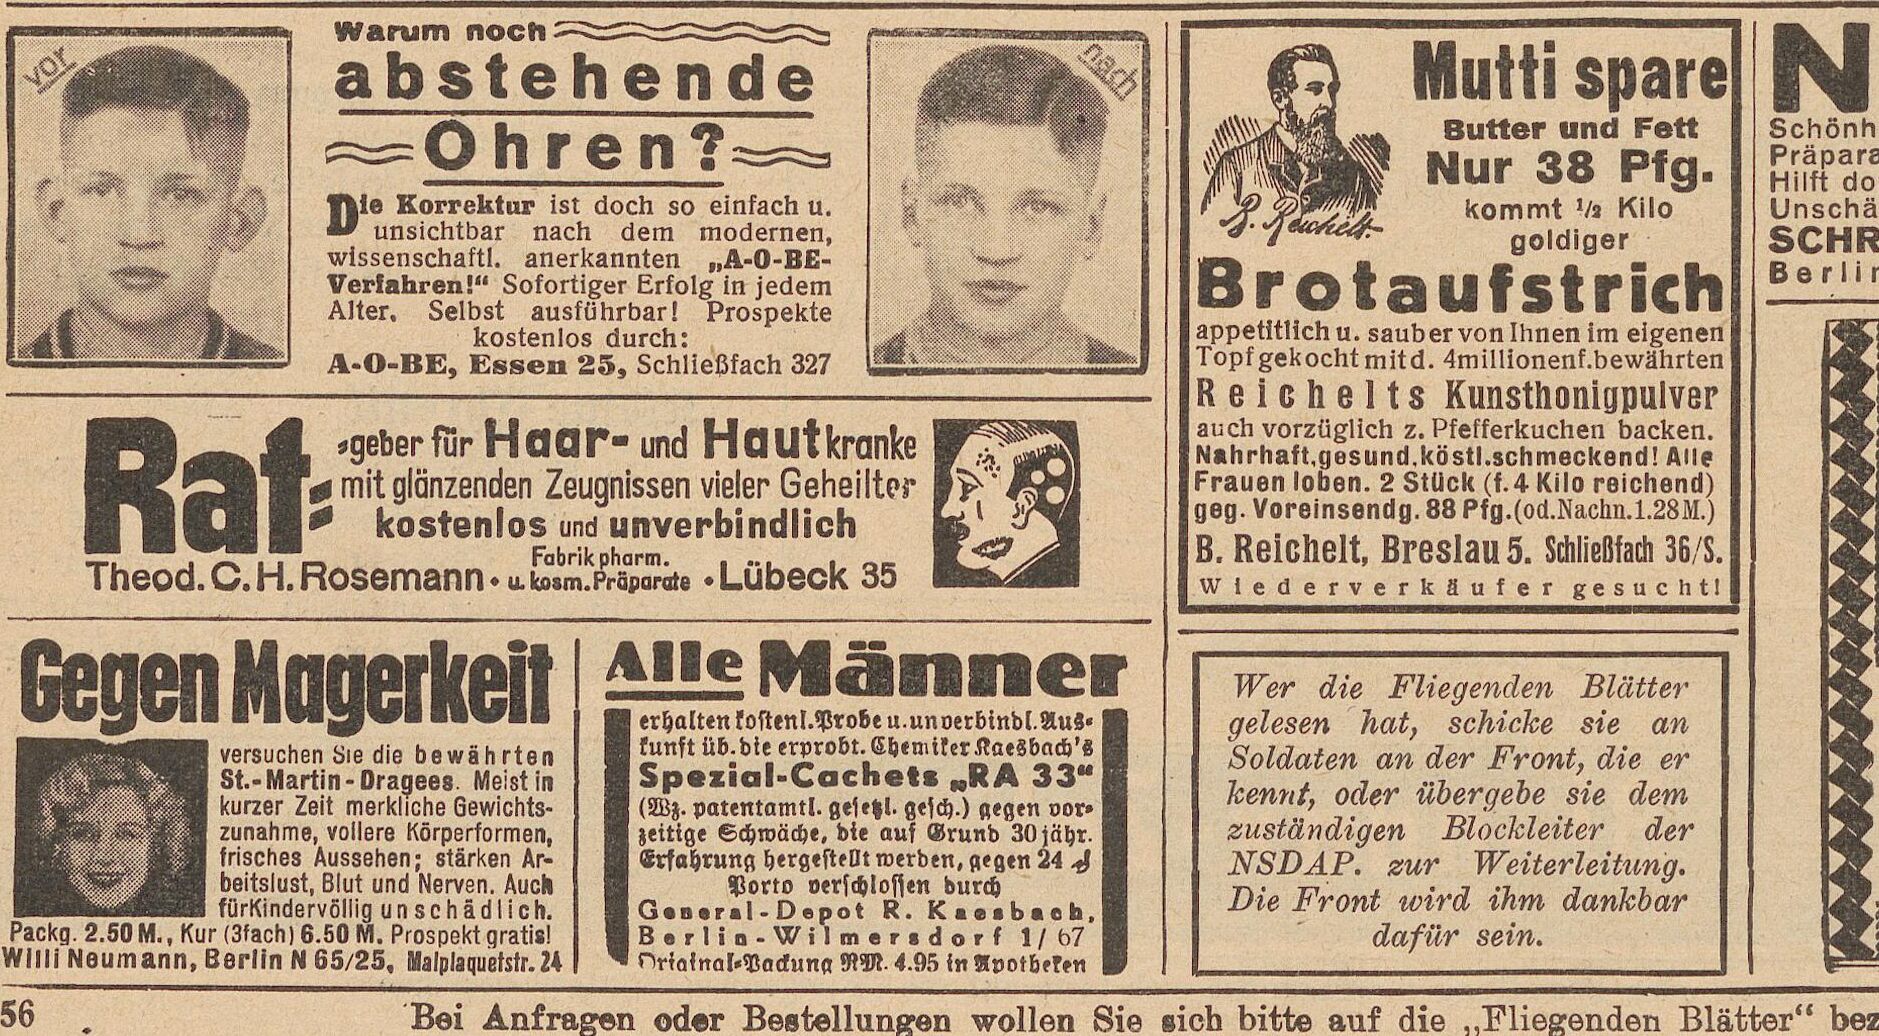 vor
Warum noch
abstehende
Ohren?
Die Korrektur ist doch so einfach u.
unsichtbar nach dem modernen,
wissenschaftl. anerkannten „A-O-BE-
Verfahren!“ Sofortiger Erfolg in jedem
Alter. Selbst ausführbar! Prospekte
kostenlos durch:
A-O-BE, Essen 25, Schließfach 327
nach
Rat-
geber für Haar- und Hautkranke
mit glänzenden Zeugnissen vieler Geheilter
kostenlos und unverbindlich
Theod. C. H. Rosemann • Fabrik pharm. u. kosm. Präparate • Lübeck 35
Gegen Magerkeit
versuchen Sie die bewährten
St.-Martin-Dragees. Meist in
kurzer Zeit merkliche Gewichts-
zunahme, vollere Körperformen,
frisches Aussehen; stärken Ar-
beitslust, Blut und Nerven. Auch
für Kinder völlig unschädlich.
Packg. 2.50 M., Kur (3fach) 6.50 M. Prospekt gratis!
Willi Neumann, Berlin N 65/25, Malplaquetstr. 24
Alle Männer
erhalten kostenl. Probe u. unverbindl. Aus-
kunft üb. die erprobt. Chemiker Kaesbach's
Spezial-Cachets „RA 33“
(Wz. patentamtl. gesetzl. gesch.) gegen vor-
zeitige Schwäche, die auf Grund 30jähr.
Erfahrung hergestellt werden, gegen 24 ₰
Porto verschlossen durch
General-Depot R. Kaesbach,
Berlin-Wilmersdorf 1/67
Original-Packung RM. 4.95 in Apotheken
Mutti spare
Butter und Fett
Nur 38 Pfg.
kommt ½ Kilo
goldiger
B. Reichelt.
Brotaufstrich
appetitlich u. sauber von Ihnen im eigenen
Topf gekocht mit d. 4millionenf. bewährten
Reichelts Kunsthonigpulver
auch vorzüglich z. Pfefferkuchen backen.
Nahrhaft, gesund, köstl. schmeckend! Alle
Frauen loben. 2 Stück (f. 4 Kilo reichend)
geg. Voreinsendg. 88 Pfg. (od. Nachn. 1.28 M.)
B. Reichelt, Breslau 5. Schließfach 36/S.
Wiederverkäufer gesucht!
Wer die Fliegenden Blätter
gelesen hat, schicke sie an
Soldaten an der Front, die er
kennt, oder übergebe sie dem
zuständigen Blockleiter der
NSDAP. zur Weiterleitung.
Die Front wird ihm dankbar
dafür sein.
N
Schönh
Präpara
Hilft do
Unschä
SCHR
Berlin
56
Bei Anfragen oder Bestellungen wollen Sie sich bitte auf die „Fliegenden Blätter“ bez